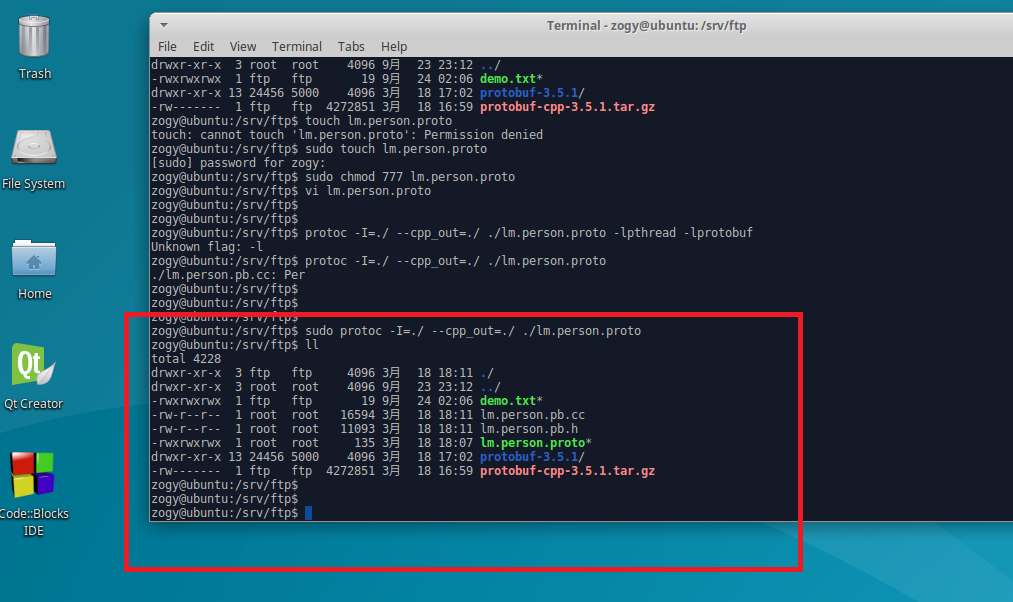 Trash
File System
Home
Qt
Qt Creator
Code::Blocks
IDE
Terminal - zogy@ubuntu: /srv/ftp
File Edit View Terminal Tabs Help
drwxr-xr-x 3 root root 4096 9月 23 23:12 ../
-rwxrwxrwx 1 ftp ftp 19 9月 24 02:06 demo.txt*
drwxr-xr-x 13 24456 5000 4096 3月 18 17:02 protobuf-3.5.1/
-rw------- 1 ftp ftp 4272851 3月 18 16:59 protobuf-cpp-3.5.1.tar.gz
zogy@ubuntu:/srv/ftp$ touch lm.person.proto
touch: cannot touch 'lm.person.proto': Permission denied
zogy@ubuntu:/srv/ftp$ sudo touch lm.person.proto
[sudo] password for zogy:
zogy@ubuntu:/srv/ftp$ sudo chmod 777 lm.person.proto
zogy@ubuntu:/srv/ftp$ vi lm.person.proto
zogy@ubuntu:/srv/ftp$
zogy@ubuntu:/srv/ftp$
zogy@ubuntu:/srv/ftp$ protoc -I=./ --cpp_out=./ ./lm.person.proto -lpthread -lprotobuf
Unknown flag: -l
zogy@ubuntu:/srv/ftp$ protoc -I=./ --cpp_out=./ ./lm.person.proto
./lm.person.pb.cc: Per
zogy@ubuntu:/srv/ftp$
zogy@ubuntu:/srv/ftp$
zogy@ubuntu:/srv/ftp$
zogy@ubuntu:/srv/ftp$ sudo protoc -I=./ --cpp_out=./ ./lm.person.proto
zogy@ubuntu:/srv/ftp$ ll
total 4228
drwxr-xr-x 3 ftp ftp 4096 3月 18 18:11 ./
drwxr-xr-x 3 root root 4096 9月 23 23:12 ../
-rwxrwxrwx 1 ftp ftp 19 9月 24 02:06 demo.txt*
-rw-r--r-- 1 root root 16594 3月 18 18:11 lm.person.pb.cc
-rw-r--r-- 1 root root 11093 3月 18 18:11 lm.person.pb.h
-rwxrwxrwx 1 root root 135 3月 18 18:07 lm.person.proto*
drwxr-xr-x 13 24456 5000 4096 3月 18 17:02 protobuf-3.5.1/
-rw------- 1 ftp ftp 4272851 3月 18 16:59 protobuf-cpp-3.5.1.tar.gz
zogy@ubuntu:/srv/ftp$
zogy@ubuntu:/srv/ftp$
zogy@ubuntu:/srv/ftp$